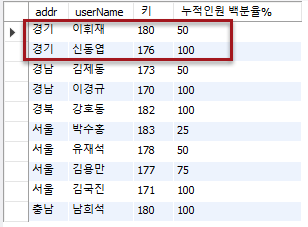 addr userName 키 누적인원 백분율%
경기 이휘재 180 50
경기 신동엽 176 100
경남 김제동 173 50
경남 이경규 170 100
경북 강호동 182 100
서울 박수홍 183 25
서울 유재석 178 50
서울 김용만 177 75
서울 김국진 171 100
충남 남희석 180 100